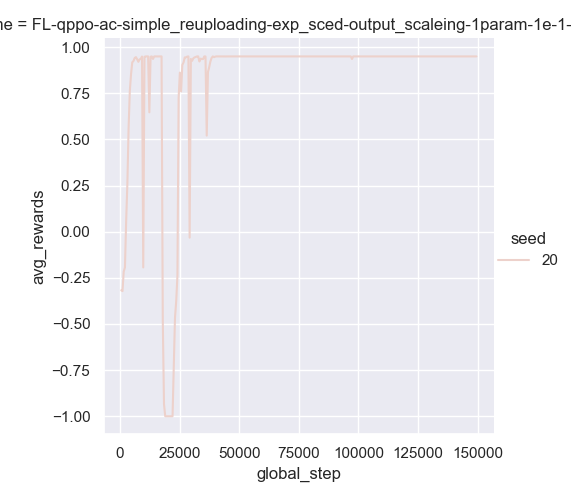 ne = FL-qppo-ac-simple_reuploading-exp_sced-output_scaleing-1param-1e-1-
1.00
0.75
0.50
0.25
0.00
−0.25
−0.50
−0.75
−1.00
avg_rewards
0 25000 50000 75000 100000 125000 150000
global_step
seed
20